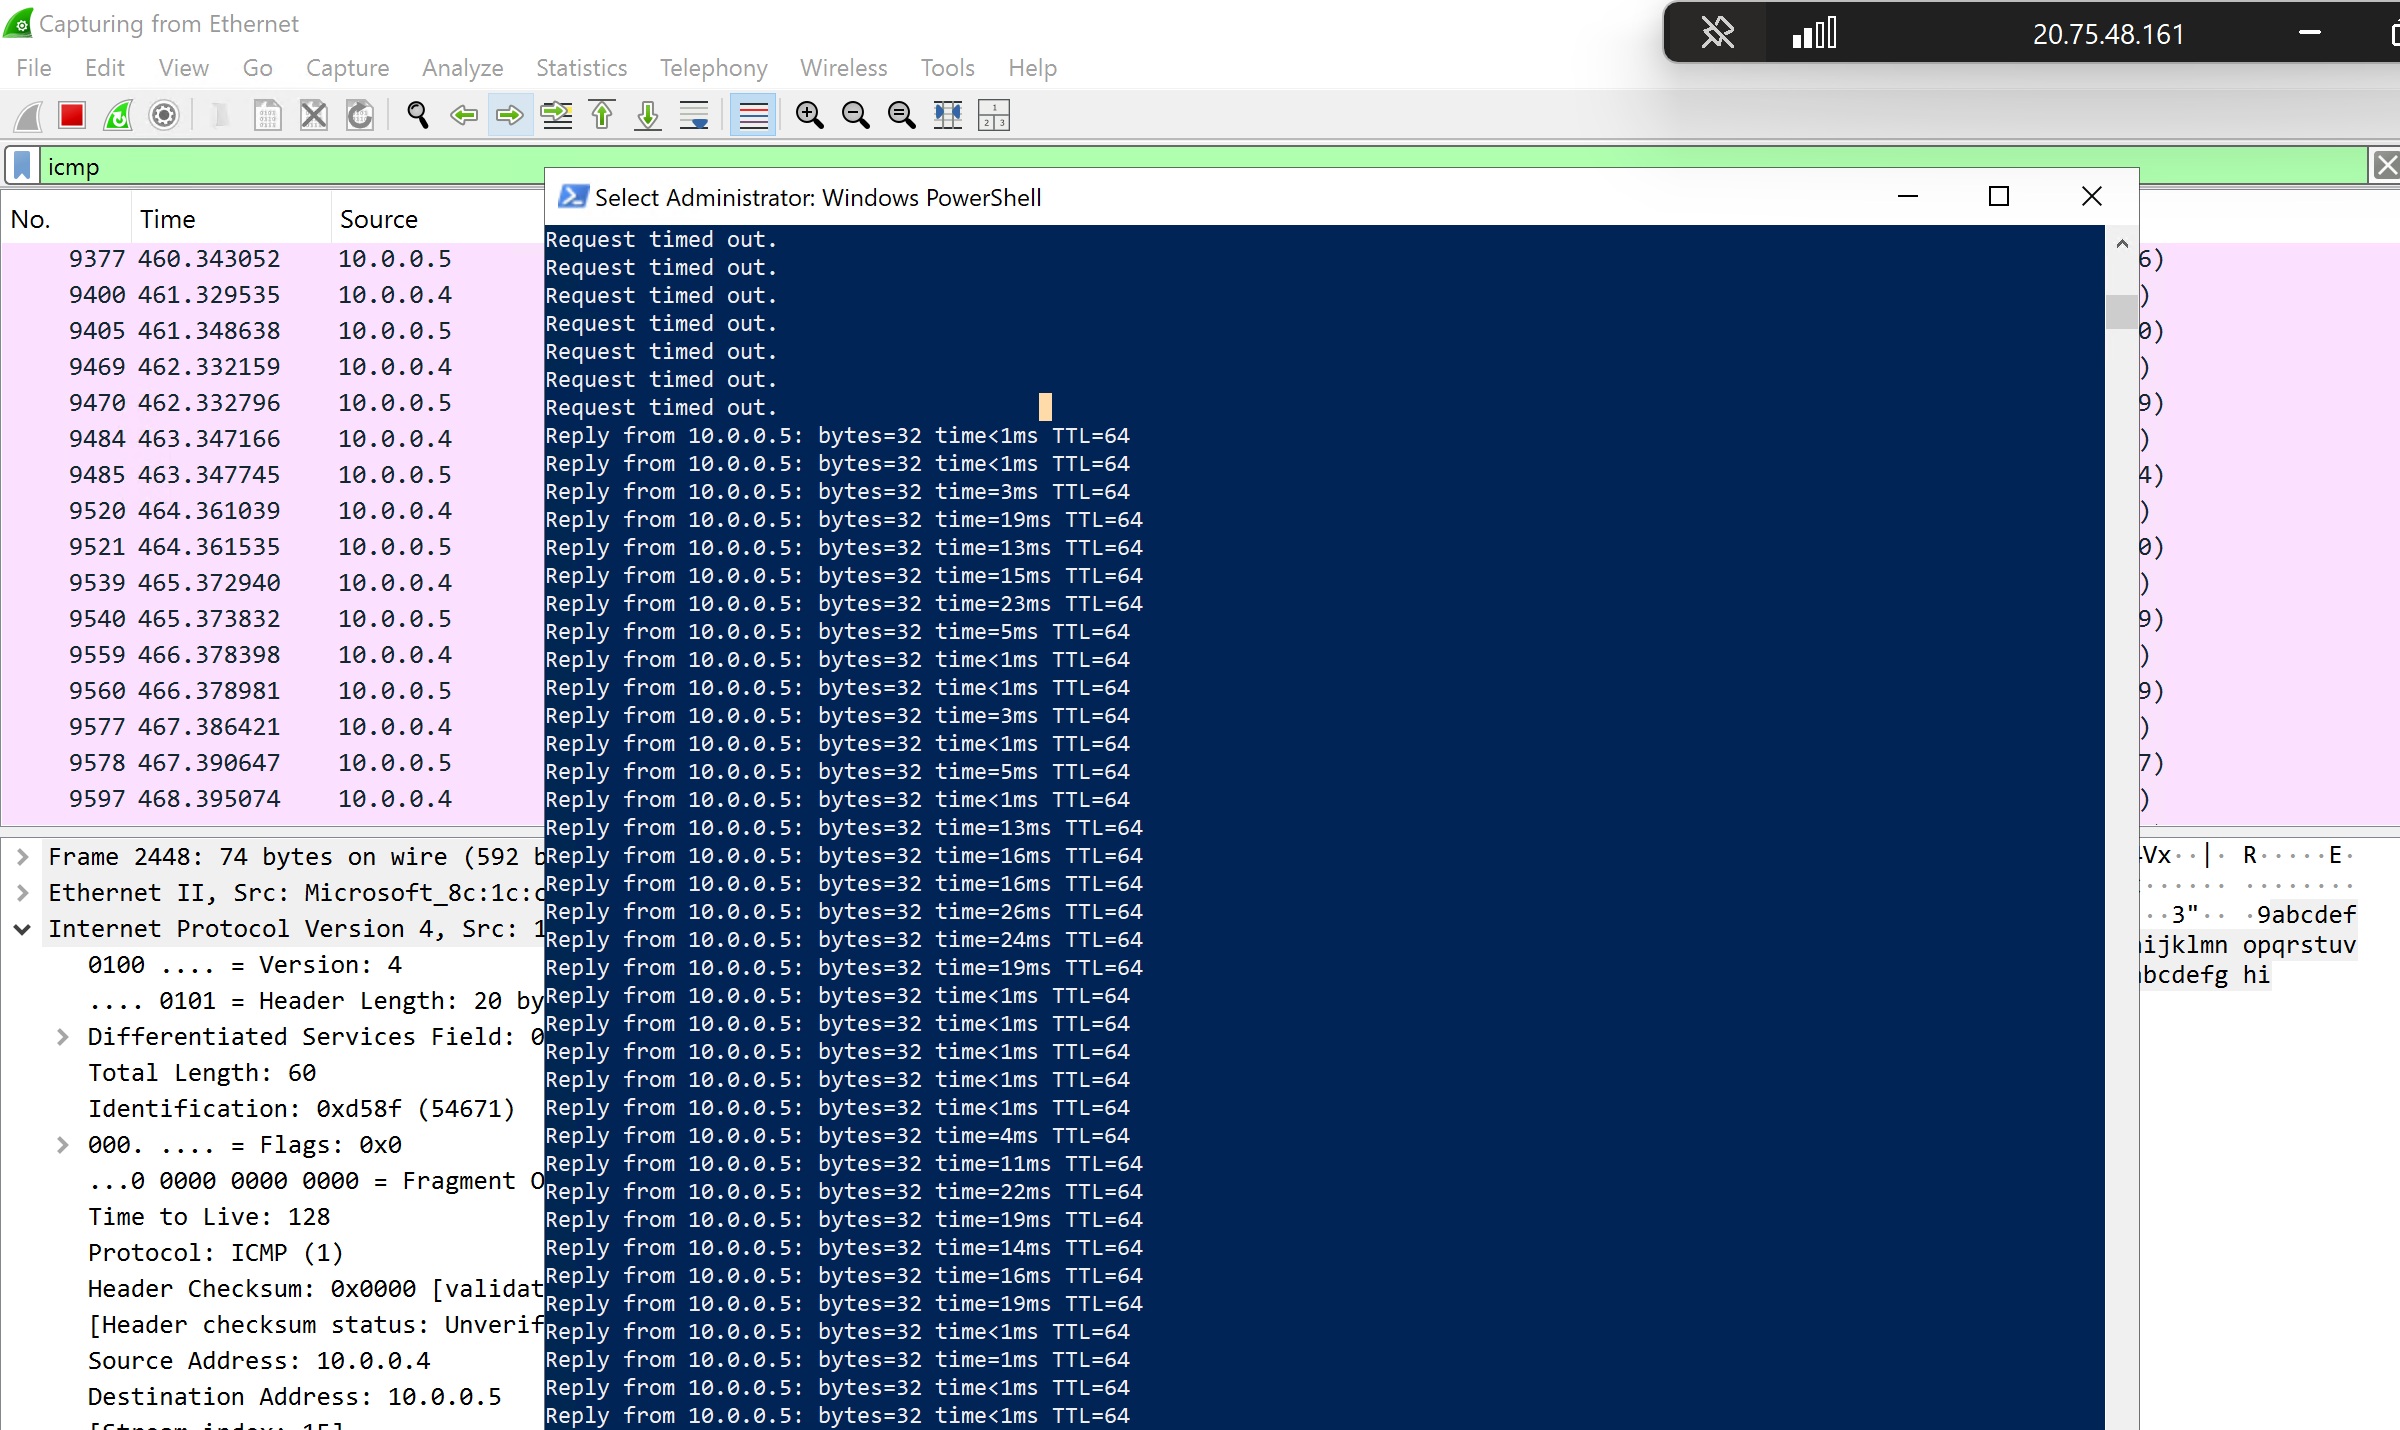 Capturing from Ethernet
20.75.48.161
File Edit View Go Capture Analyze Statistics Telephony Wireless Tools Help
icmp
Select Administrator: Windows PowerShell
No. Time Source
9377 460.343052 10.0.0.5
9400 461.329535 10.0.0.4
9405 461.348638 10.0.0.5
9469 462.332159 10.0.0.4
9470 462.332796 10.0.0.5
9484 463.347166 10.0.0.4
9485 463.347745 10.0.0.5
9520 464.361039 10.0.0.4
9521 464.361535 10.0.0.5
9539 465.372940 10.0.0.4
9540 465.373832 10.0.0.5
9559 466.378398 10.0.0.4
9560 466.378981 10.0.0.5
9577 467.386421 10.0.0.4
9578 467.390647 10.0.0.5
9597 468.395074 10.0.0.4
Request timed out.
Request timed out.
Request timed out.
Request timed out.
Request timed out.
Request timed out.
Request timed out.
Reply from 10.0.0.5: bytes=32 time<1ms TTL=64
Reply from 10.0.0.5: bytes=32 time<1ms TTL=64
Reply from 10.0.0.5: bytes=32 time=3ms TTL=64
Reply from 10.0.0.5: bytes=32 time=19ms TTL=64
Reply from 10.0.0.5: bytes=32 time=13ms TTL=64
Reply from 10.0.0.5: bytes=32 time=15ms TTL=64
Reply from 10.0.0.5: bytes=32 time=23ms TTL=64
Reply from 10.0.0.5: bytes=32 time=5ms TTL=64
Reply from 10.0.0.5: bytes=32 time<1ms TTL=64
Reply from 10.0.0.5: bytes=32 time<1ms TTL=64
Reply from 10.0.0.5: bytes=32 time=3ms TTL=64
Reply from 10.0.0.5: bytes=32 time<1ms TTL=64
Reply from 10.0.0.5: bytes=32 time=5ms TTL=64
Reply from 10.0.0.5: bytes=32 time<1ms TTL=64
Reply from 10.0.0.5: bytes=32 time=13ms TTL=64
Reply from 10.0.0.5: bytes=32 time=16ms TTL=64
Reply from 10.0.0.5: bytes=32 time=16ms TTL=64
Reply from 10.0.0.5: bytes=32 time=26ms TTL=64
Reply from 10.0.0.5: bytes=32 time=24ms TTL=64
Reply from 10.0.0.5: bytes=32 time=19ms TTL=64
Reply from 10.0.0.5: bytes=32 time<1ms TTL=64
Reply from 10.0.0.5: bytes=32 time<1ms TTL=64
Reply from 10.0.0.5: bytes=32 time<1ms TTL=64
Reply from 10.0.0.5: bytes=32 time<1ms TTL=64
Reply from 10.0.0.5: bytes=32 time<1ms TTL=64
Reply from 10.0.0.5: bytes=32 time=4ms TTL=64
Reply from 10.0.0.5: bytes=32 time=11ms TTL=64
Reply from 10.0.0.5: bytes=32 time=22ms TTL=64
Reply from 10.0.0.5: bytes=32 time=19ms TTL=64
Reply from 10.0.0.5: bytes=32 time=14ms TTL=64
Reply from 10.0.0.5: bytes=32 time=16ms TTL=64
Reply from 10.0.0.5: bytes=32 time=19ms TTL=64
Reply from 10.0.0.5: bytes=32 time<1ms TTL=64
Reply from 10.0.0.5: bytes=32 time=1ms TTL=64
Reply from 10.0.0.5: bytes=32 time<1ms TTL=64
Reply from 10.0.0.5: bytes=32 time<1ms TTL=64
6)
)
0)
)
9)
)
4)
)
0)
)
9)
)
9)
)
7)
)
Frame 2448: 74 bytes on wire (592 b
Ethernet II, Src: Microsoft_8c:1c:c
Internet Protocol Version 4, Src: 1
0100 .... = Version: 4
.... 0101 = Header Length: 20 by
Differentiated Services Field: 0
Total Length: 60
Identification: 0xd58f (54671)
000. .... = Flags: 0x0
...0 0000 0000 0000 = Fragment O
Time to Live: 128
Protocol: ICMP (1)
Header Checksum: 0x0000 [validat
[Header checksum status: Unverif
Source Address: 10.0.0.4
Destination Address: 10.0.0.5
[Stream index: 15]
Vx··|· R·····E·
······ ········
··3"·· ·9abcdef
ijklmn opqrstuv
bcdefg hi